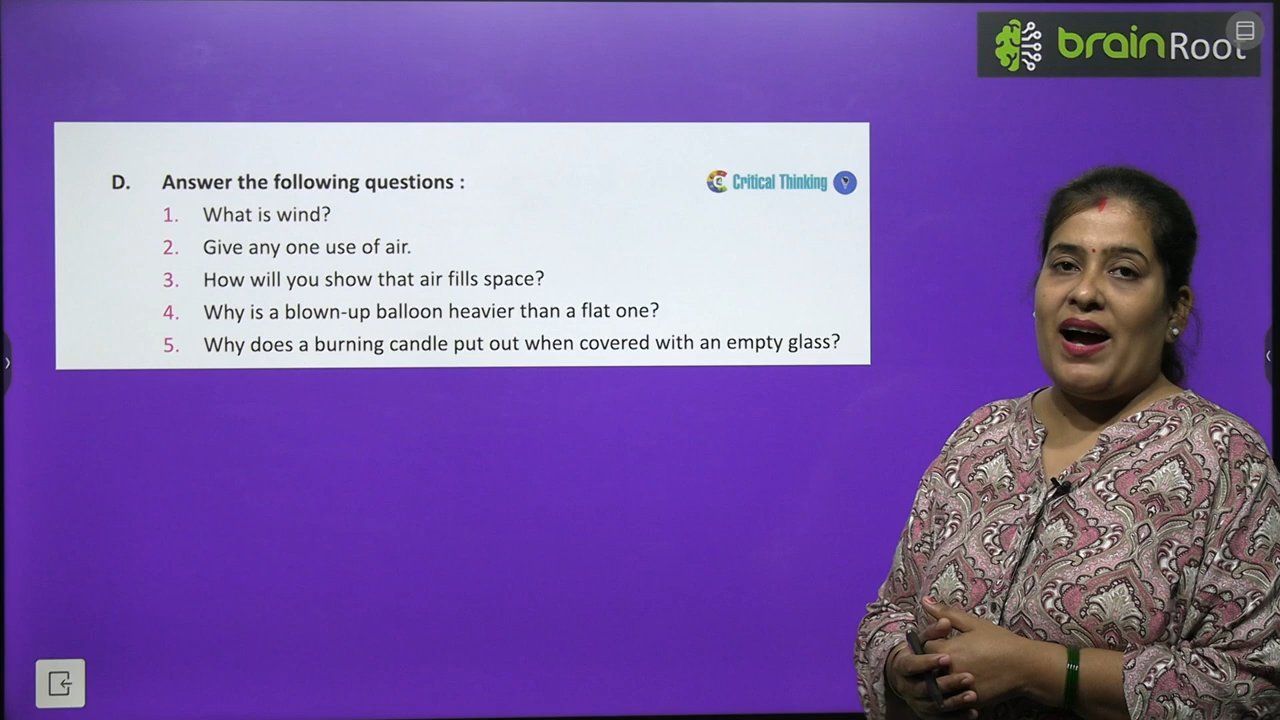 brainRoot
D. Answer the following questions :
Critical Thinking
1. What is wind?
2. Give any one use of air.
3. How will you show that air fills space?
4. Why is a blown-up balloon heavier than a flat one?
5. Why does a burning candle put out when covered with an empty glass?